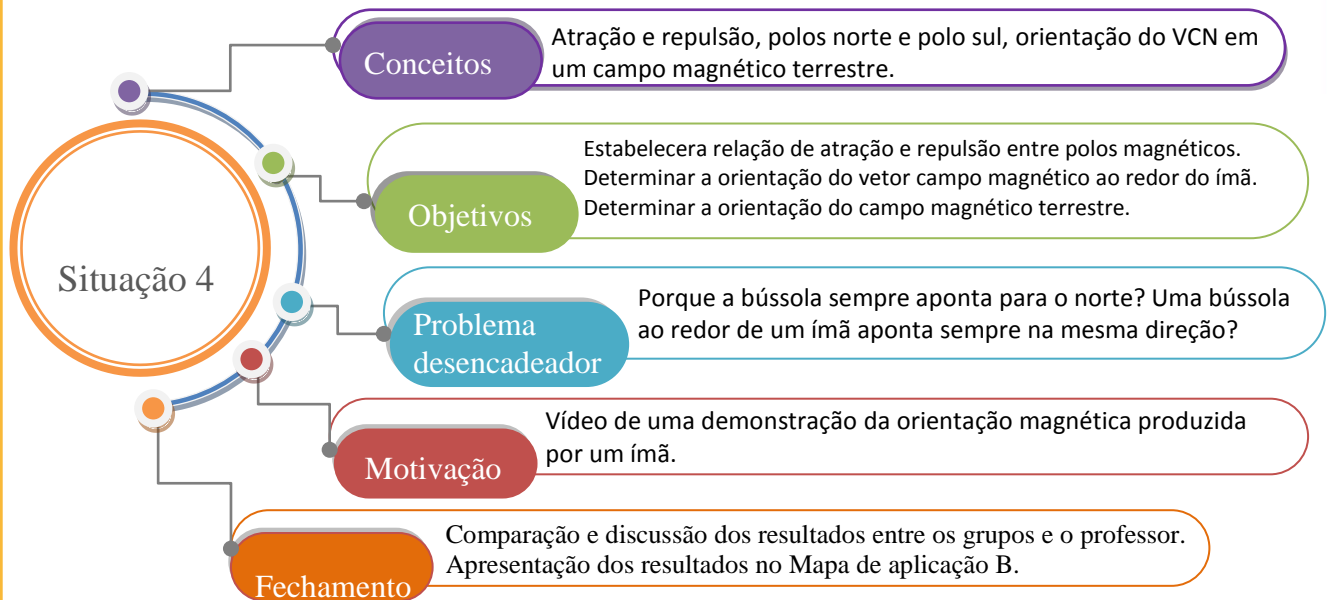 Situação 4
Conceitos
Atração e repulsão, polos norte e polo sul, orientação do VCN em
um campo magnético terrestre.
Objetivos
Estabelecera relação de atração e repulsão entre polos magnéticos.
Determinar a orientação do vetor campo magnético ao redor do ímã.
Determinar a orientação do campo magnético terrestre.
Problema
desencadeador
Porque a bússola sempre aponta para o norte? Uma bússola
ao redor de um ímã aponta sempre na mesma direção?
Motivação
Vídeo de uma demonstração da orientação magnética produzida
por um ímã.
Fechamento
Comparação e discussão dos resultados entre os grupos e o professor.
Apresentação dos resultados no Mapa de aplicação B.